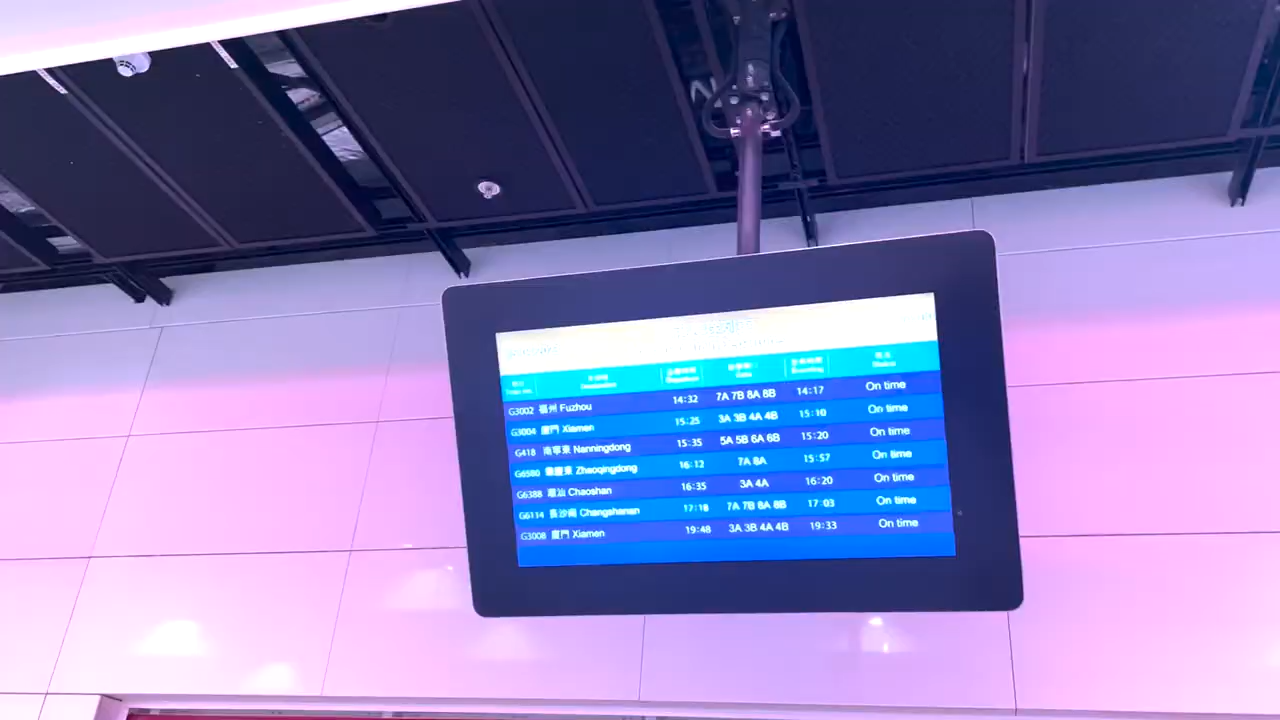 G3002 福州 Fuzhou 14:32 7A 7B 8A 8B 14:17 On time
G3004 廈門 Xiamen 15:25 3A 3B 4A 4B 15:10 On time
G418 南寧東 Nanningdong 15:35 5A 5B 6A 6B 15:20 On time
G6580 肇慶東 Zhaoqingdong 16:12 7A 8A 15:57 On time
G6388 潮汕 Chaoshan 16:35 3A 4A 16:20 On time
G6114 長沙南 Changshanan 17:18 7A 7B 8A 8B 17:03 On time
G3008 廈門 Xiamen 19:48 3A 3B 4A 4B 19:33 On time